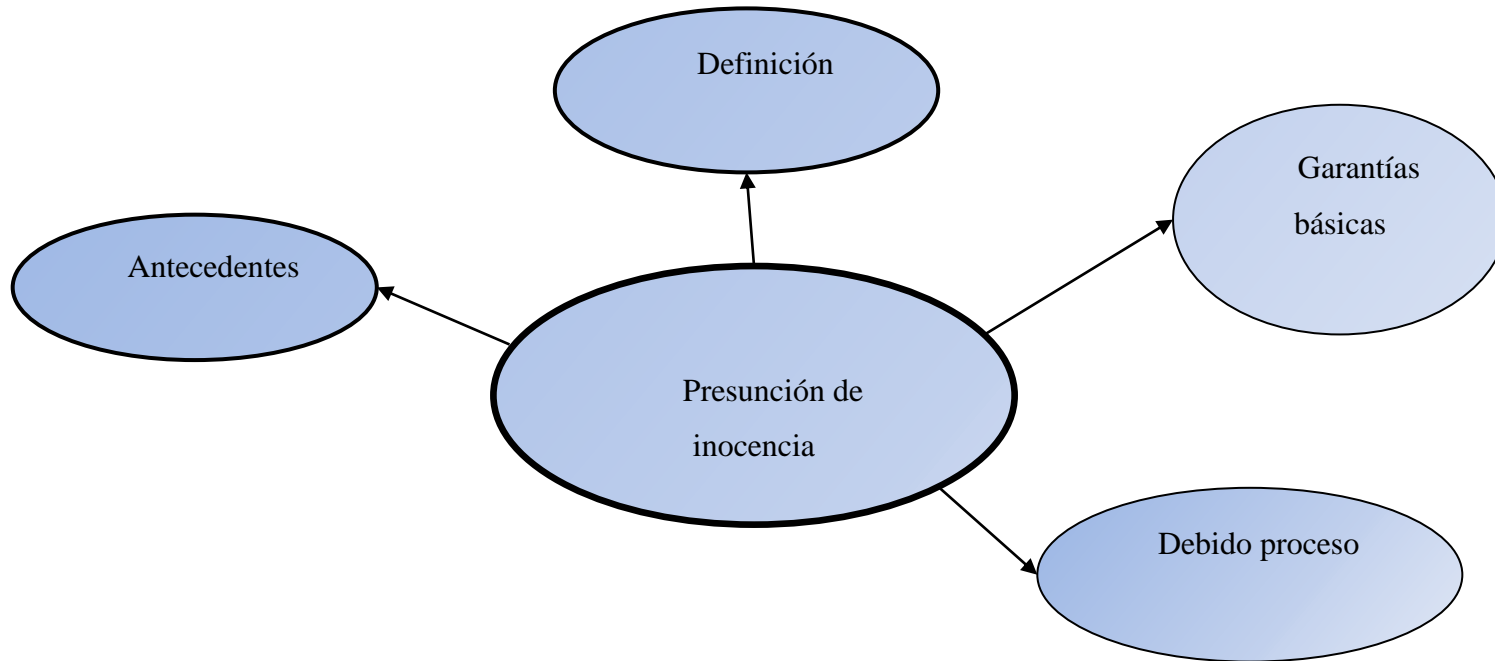 Definición
Garantías
básicas
Antecedentes
Presunción de
inocencia
Debido proceso